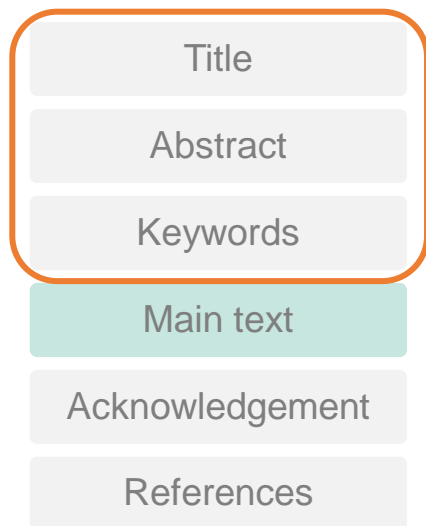 Title
Abstract
Keywords
Main text
Acknowledgement
References